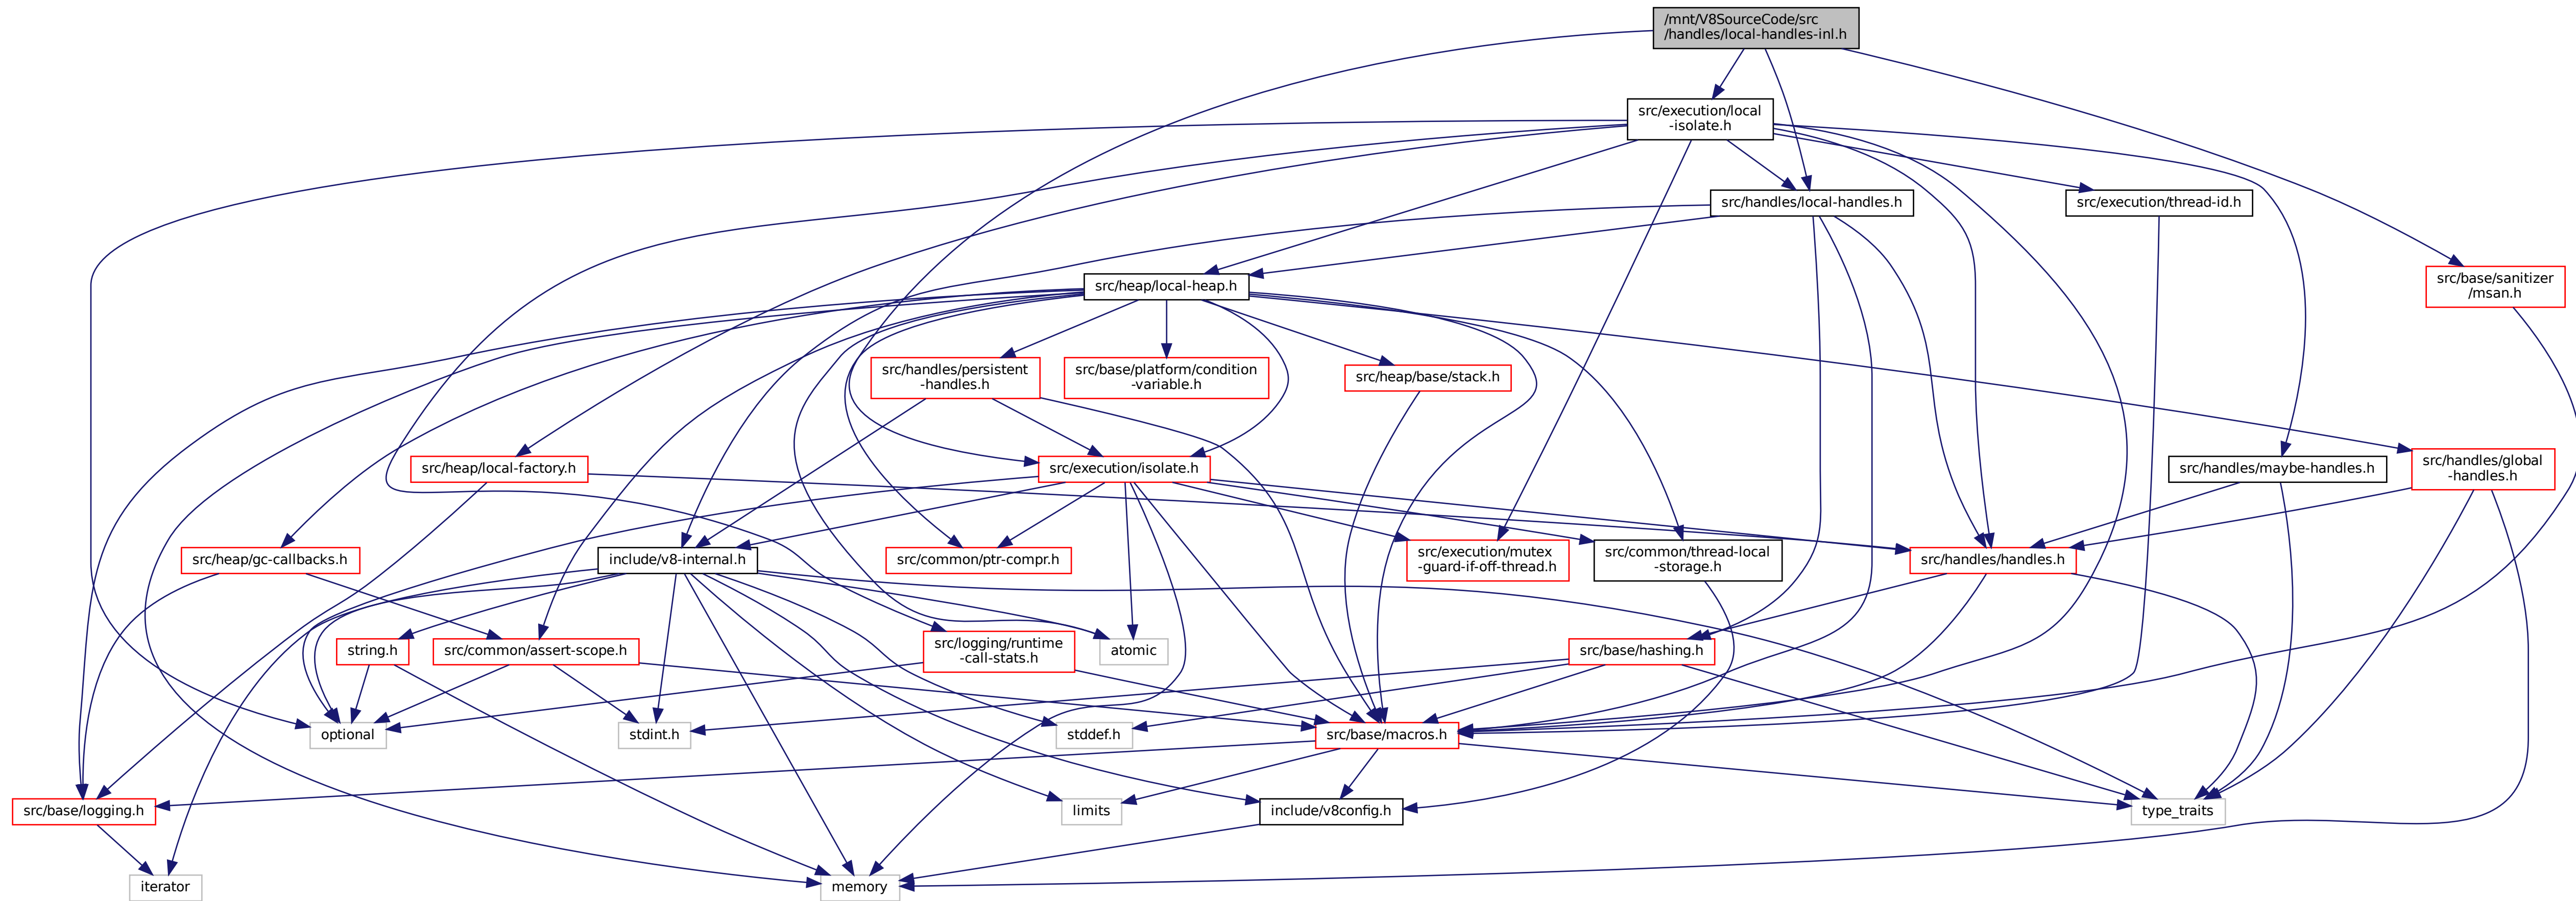 /mnt/V8SourceCode/src
/handles/local-handles-inl.h
src/execution/local
-isolate.h
src/handles/local-handles.h
src/execution/thread-id.h
src/base/sanitizer
/msan.h
src/heap/local-heap.h
src/handles/persistent
-handles.h
src/base/platform/condition
-variable.h
src/heap/base/stack.h
src/heap/local-factory.h
src/execution/isolate.h
src/handles/maybe-handles.h
src/handles/global
-handles.h
src/heap/gc-callbacks.h
include/v8-internal.h
src/common/ptr-compr.h
src/execution/mutex
-guard-if-off-thread.h
src/common/thread-local
-storage.h
src/handles/handles.h
string.h
src/common/assert-scope.h
src/logging/runtime
-call-stats.h
atomic
src/base/hashing.h
optional
stdint.h
stddef.h
src/base/macros.h
src/base/logging.h
limits
include/v8config.h
type_traits
iterator
memory